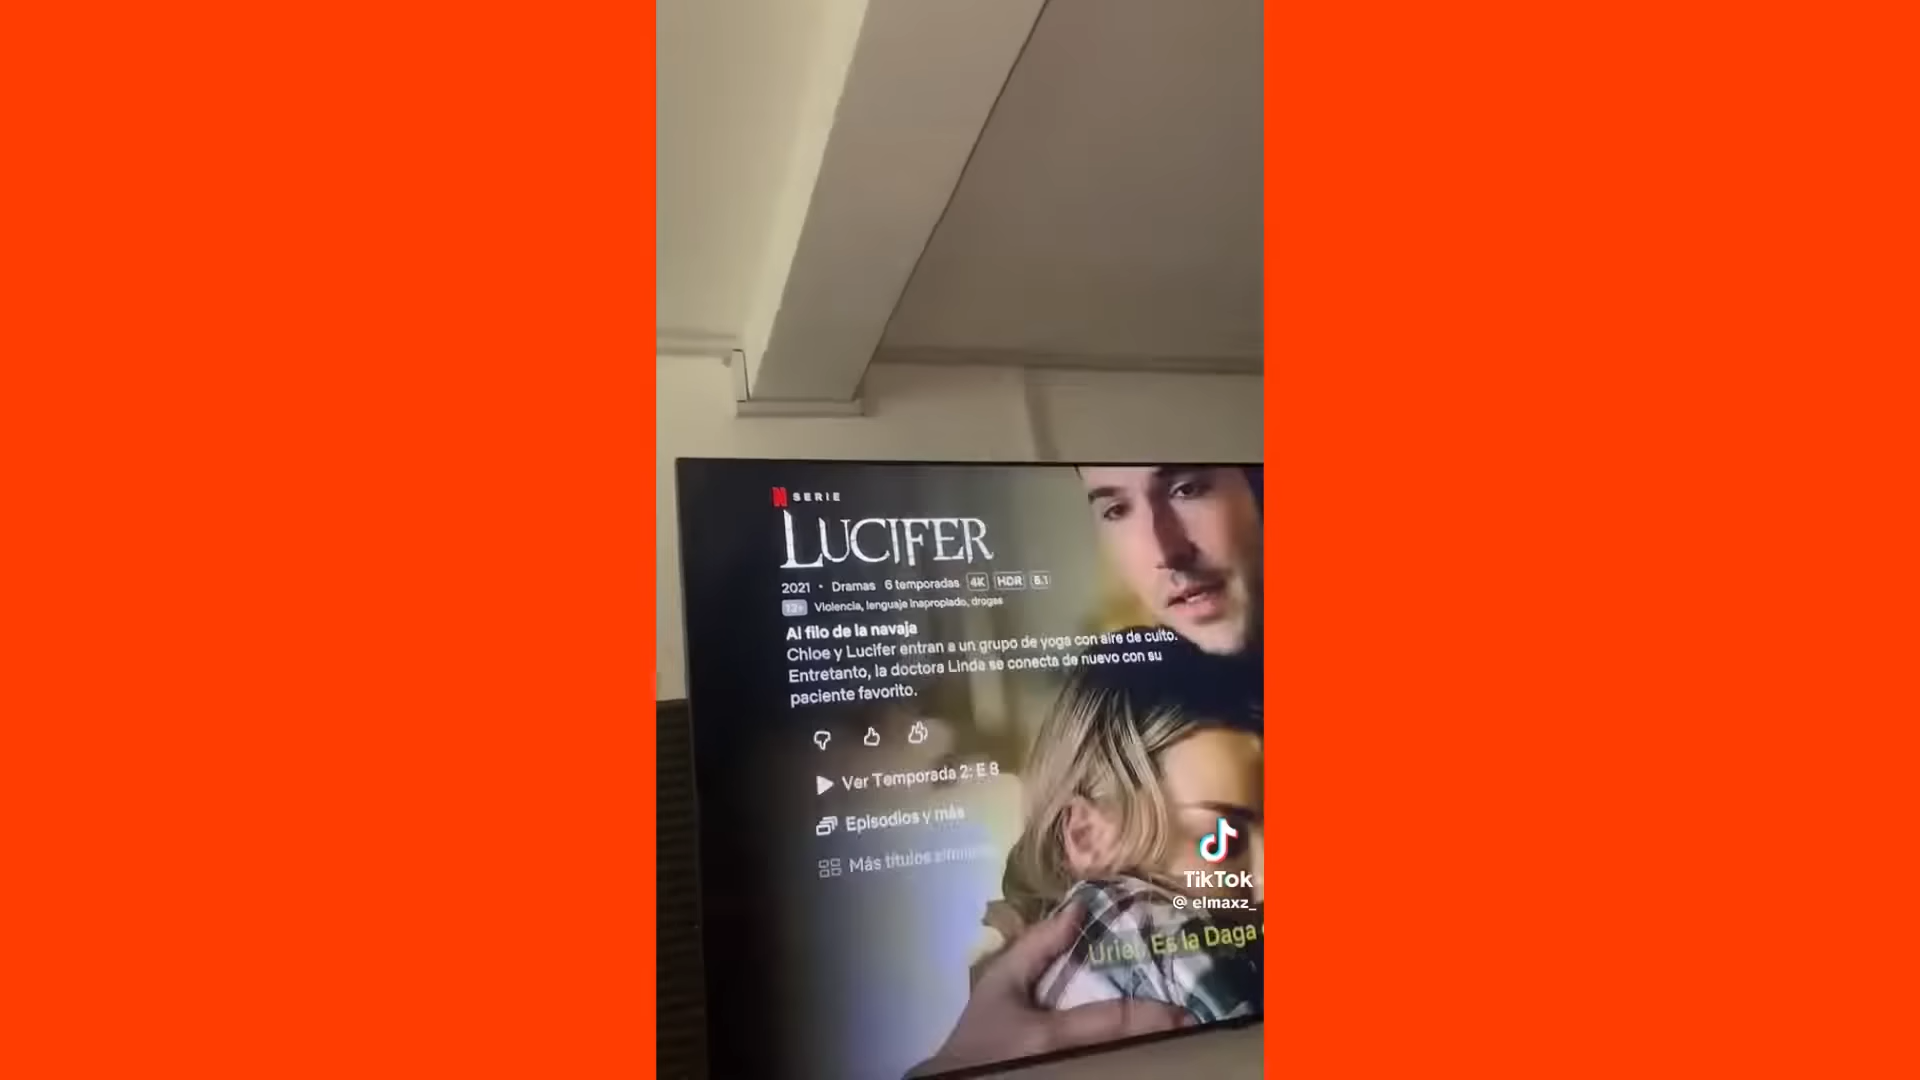 N SERIE
LUCIFER
2021 • Dramas 6 temporadas 4K HDR 5.1
13+ Violencia, lenguaje inapropiado, drogas
Al filo de la navaja
Chloe y Lucifer entran a un grupo de yoga con aire de culto.
Entretanto, la doctora Linda se conecta de nuevo con su
paciente favorito.
Ver Temporada 2: E 8
Episodios y más
Más títulos
TikTok
@ elmaxz_
Es la Daga